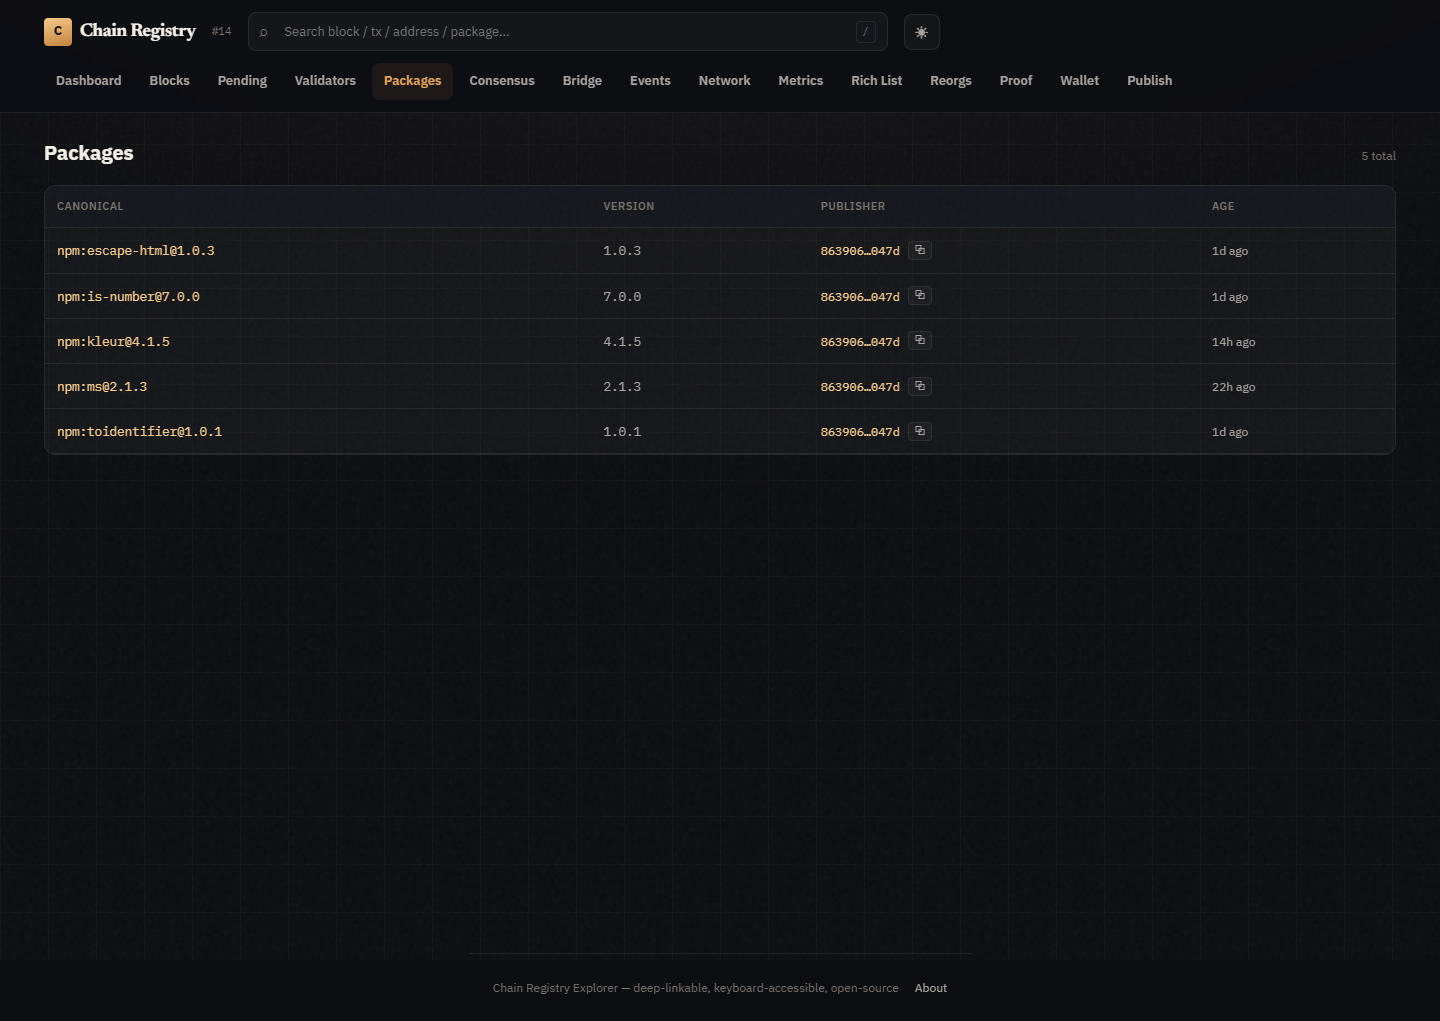 C Chain Registry #14 Search block / tx / address / package... /
Dashboard Blocks Pending Validators Packages Consensus Bridge Events Network Metrics Rich List Reorgs Proof Wallet Publish
Packages 5 total
CANONICAL VERSION PUBLISHER AGE
npm:escape-html@1.0.3 1.0.3 863906…047d 1d ago
npm:is-number@7.0.0 7.0.0 863906…047d 1d ago
npm:kleur@4.1.5 4.1.5 863906…047d 14h ago
npm:ms@2.1.3 2.1.3 863906…047d 22h ago
npm:toidentifier@1.0.1 1.0.1 863906…047d 1d ago
Chain Registry Explorer — deep-linkable, keyboard-accessible, open-source About